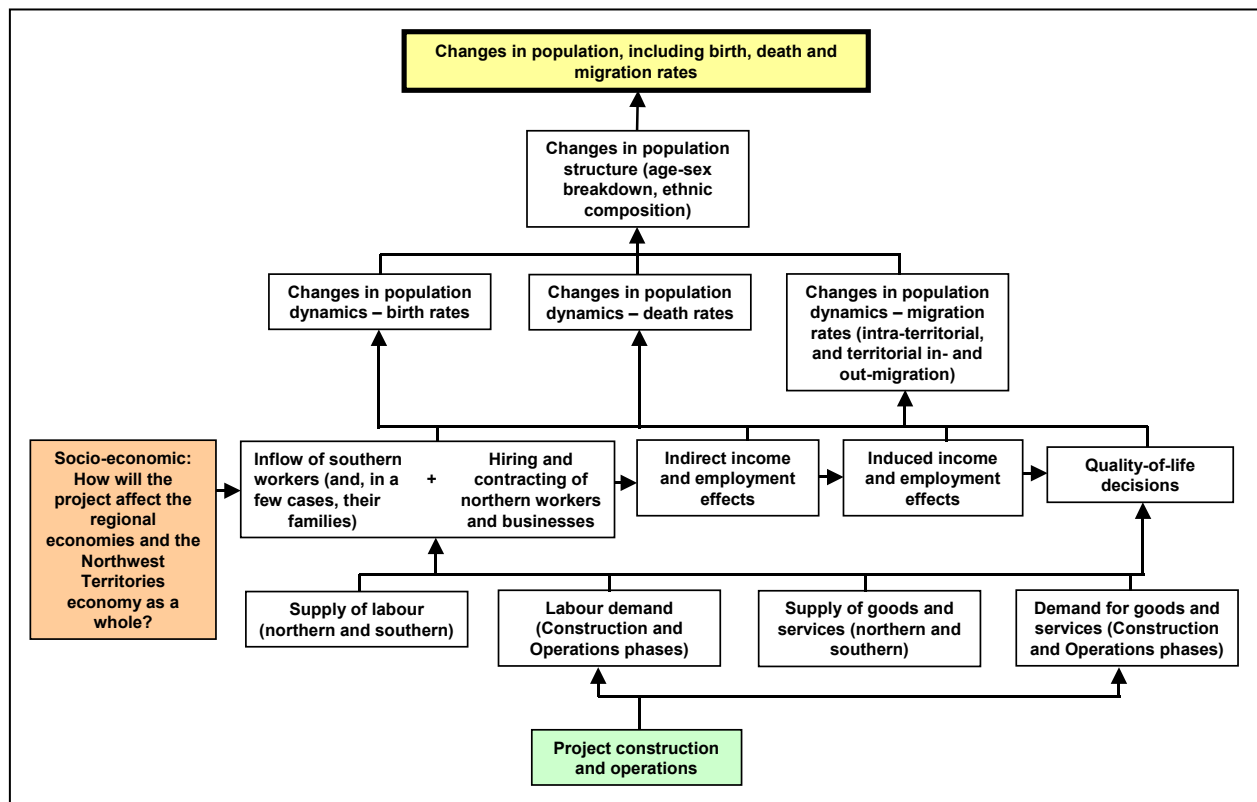 Changes in population, including birth, death and
migration rates
Changes in population
structure (age-sex
breakdown, ethnic
composition)
Changes in population
dynamics – birth rates
Changes in population
dynamics – death rates
Changes in population
dynamics – migration
rates (intra-territorial,
and territorial in- and
out-migration)
Socio-economic:
How will the
project affect the
regional
economies and the
Northwest
Territories
economy as a
whole?
Inflow of southern
workers (and, in a
few cases, their
families)
+
Hiring and
contracting of
northern workers
and businesses
Indirect income
and employment
effects
Induced income
and employment
effects
Quality-of-life
decisions
Supply of labour
(northern and southern)
Labour demand
(Construction and
Operations phases)
Supply of goods and
services (northern and
southern)
Demand for goods and
services (Construction
and Operations phases)
Project construction
and operations